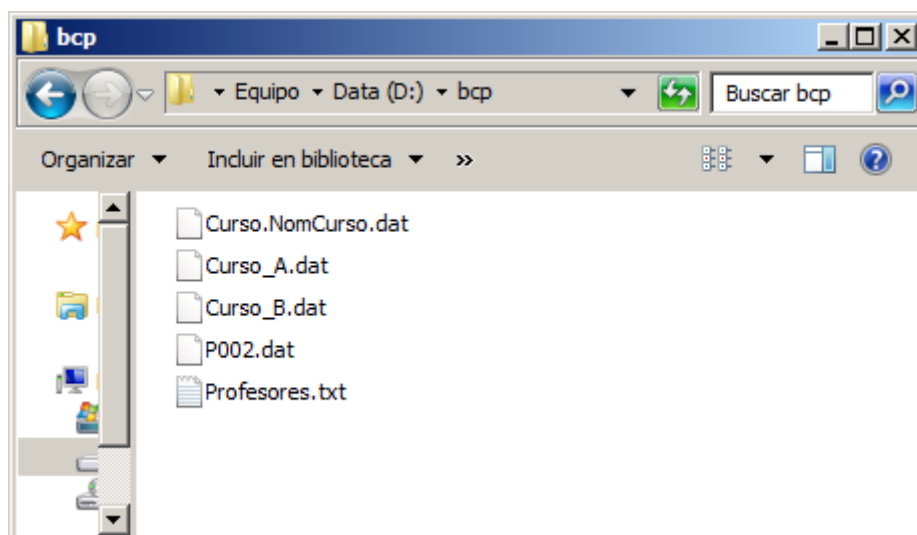 bcp
Equipo Data (D:) bcp Buscar bcp
Organizar Incluir en biblioteca »
Curso.NomCurso.dat
Curso_A.dat
Curso_B.dat
P002.dat
Profesores.txt